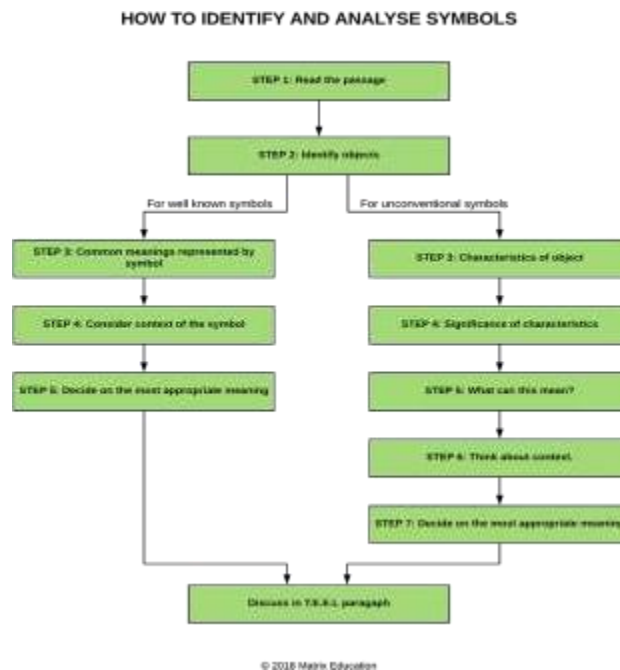 HOW TO IDENTIFY AND ANALYSE SYMBOLS
STEP 1: Read the passage
STEP 2: Identify objects
For well known symbols
For unconventional symbols
STEP 3: Common meanings represented by
symbol
STEP 4: Consider context of the symbol
STEP 5: Decide on the most appropriate meaning
STEP 3: Characteristics of object
STEP 4: Significance of characteristics
STEP 5: What can this mean?
STEP 6: Think about context.
STEP 7: Decide on the most appropriate meaning
Discuss in T.E.E.L paragaph
© 2018 Matrix Education